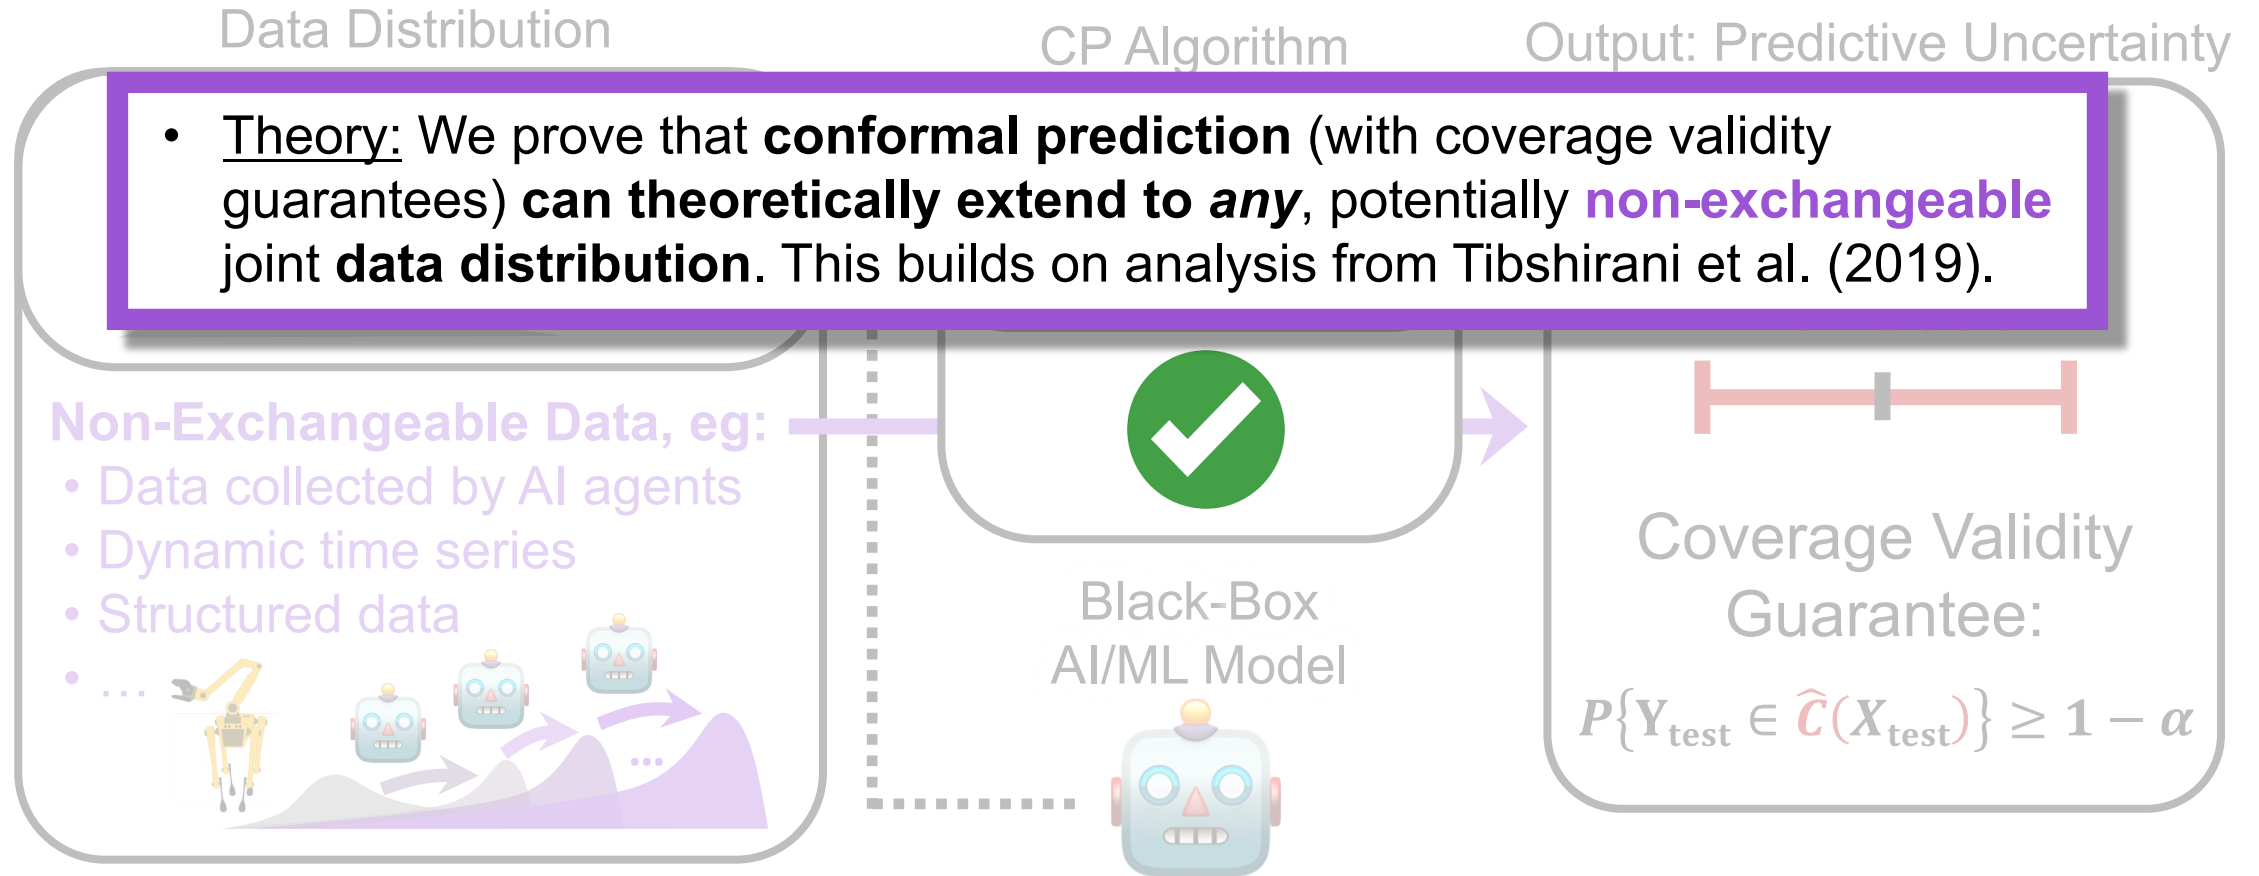 Data Distribution
CP Algorithm
Output: Predictive Uncertainty
• Theory: We prove that conformal prediction (with coverage validity
guarantees) can theoretically extend to any, potentially non-exchangeable
joint data distribution. This builds on analysis from Tibshirani et al. (2019).
Non-Exchangeable Data, eg:
• Data collected by AI agents
• Dynamic time series
• Structured data
• ...
...
Black-Box
AI/ML Model
Coverage Validity
Guarantee:
P{Y_test ∈ Ĉ(X_test)} ≥ 1 − α